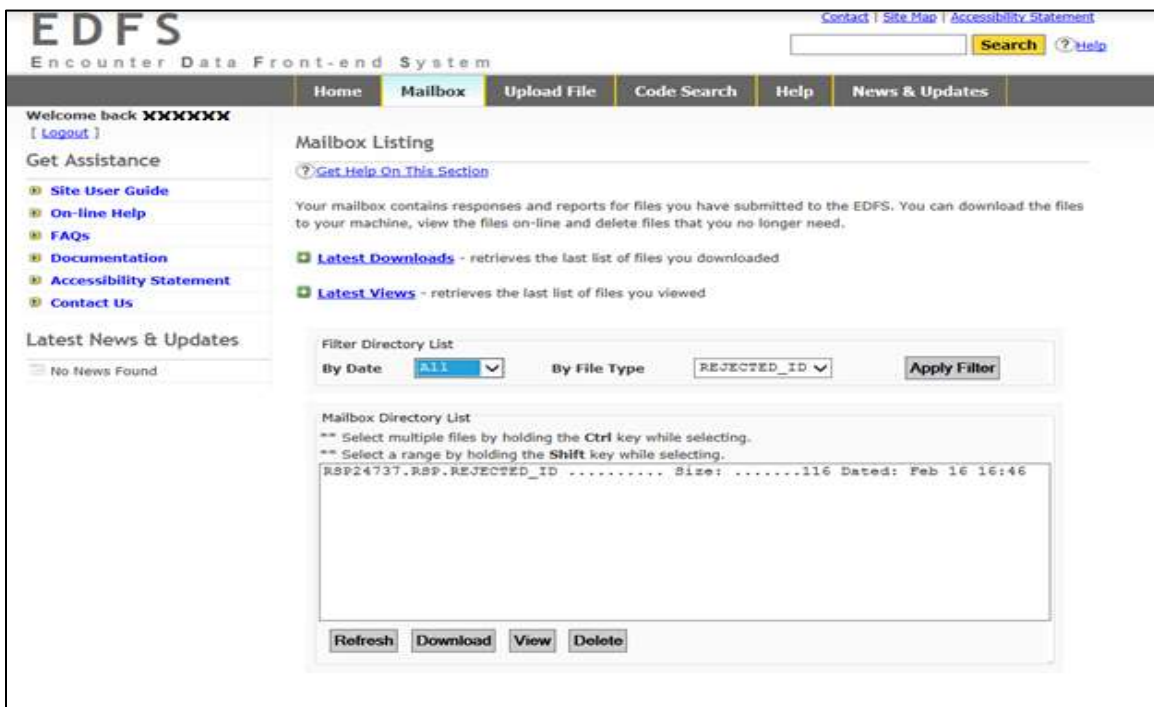 EDFS
Encounter Data Front-end System
Contact | Site Map | Accessibility Statement
Search ? Help
Home Mailbox Upload File Code Search Help News & Updates
Welcome back XXXXXX
[ Logout ]
Get Assistance
Site User Guide
On-line Help
FAQs
Documentation
Accessibility Statement
Contact Us
Latest News & Updates
No News Found
Mailbox Listing
? Get Help On This Section
Your mailbox contains responses and reports for files you have submitted to the EDFS. You can download the files
to your machine, view the files on-line and delete files that you no longer need.
Latest Downloads - retrieves the last list of files you downloaded
Latest Views - retrieves the last list of files you viewed
Filter Directory List
By Date All By File Type REJECTED_ID Apply Filter
Mailbox Directory List
** Select multiple files by holding the Ctrl key while selecting.
** Select a range by holding the Shift key while selecting.
RSP24737.RSP.REJECTED_ID .......... Size: .......116 Dated: Feb 16 16:46
Refresh Download View Delete